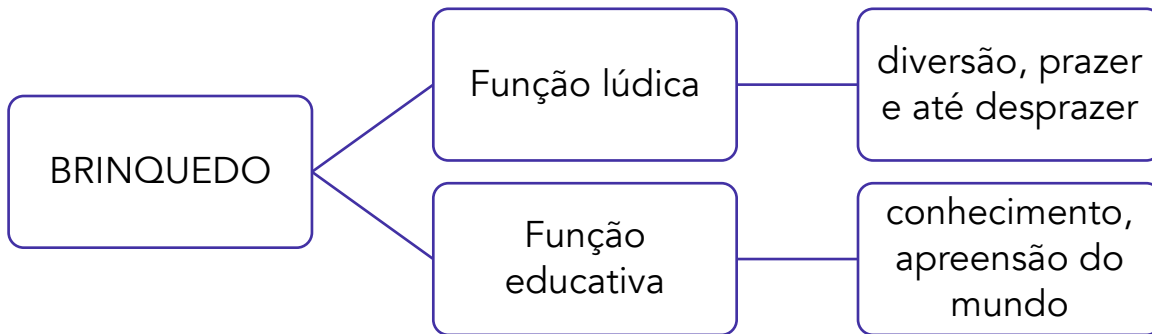 BRINQUEDO
Função lúdica
diversão, prazer
e até desprazer
Função
educativa
conhecimento,
apreensão do
mundo